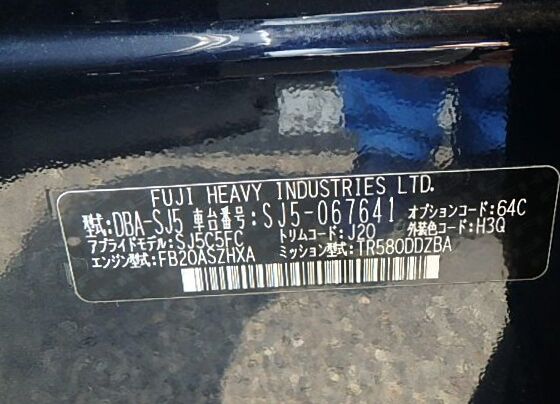 FUJI HEAVY INDUSTRIES LTD.
型式:DBA-SJ5 車台番号:SJ5-067641 オプションコード:64C
アプライドモデル:SJ5C5FC トリムコード:J20 外装色コード:H3Q
エンジン型式:FB20ASZHXA ミッション型式:TR580DDZBA